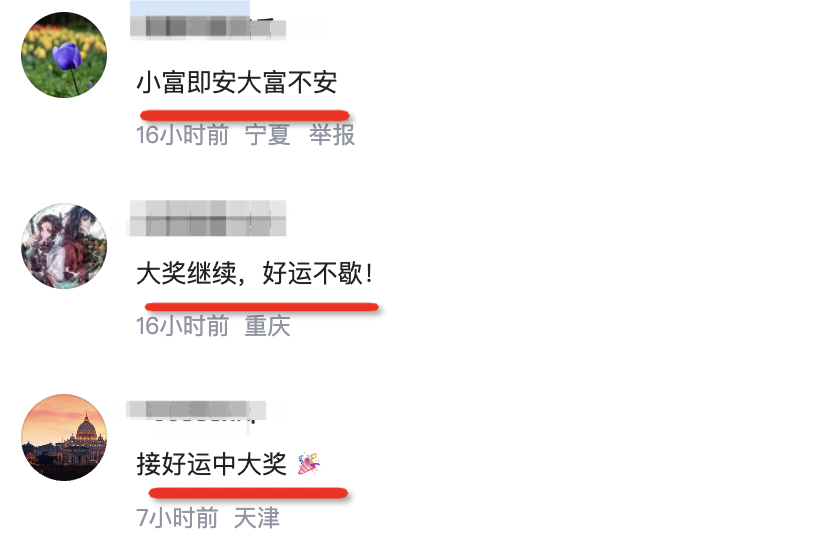 小富即安大富不安
16小时前 宁夏 举报
大奖继续，好运不歇！
16小时前 重庆
接好运中大奖 🎉
7小时前 天津